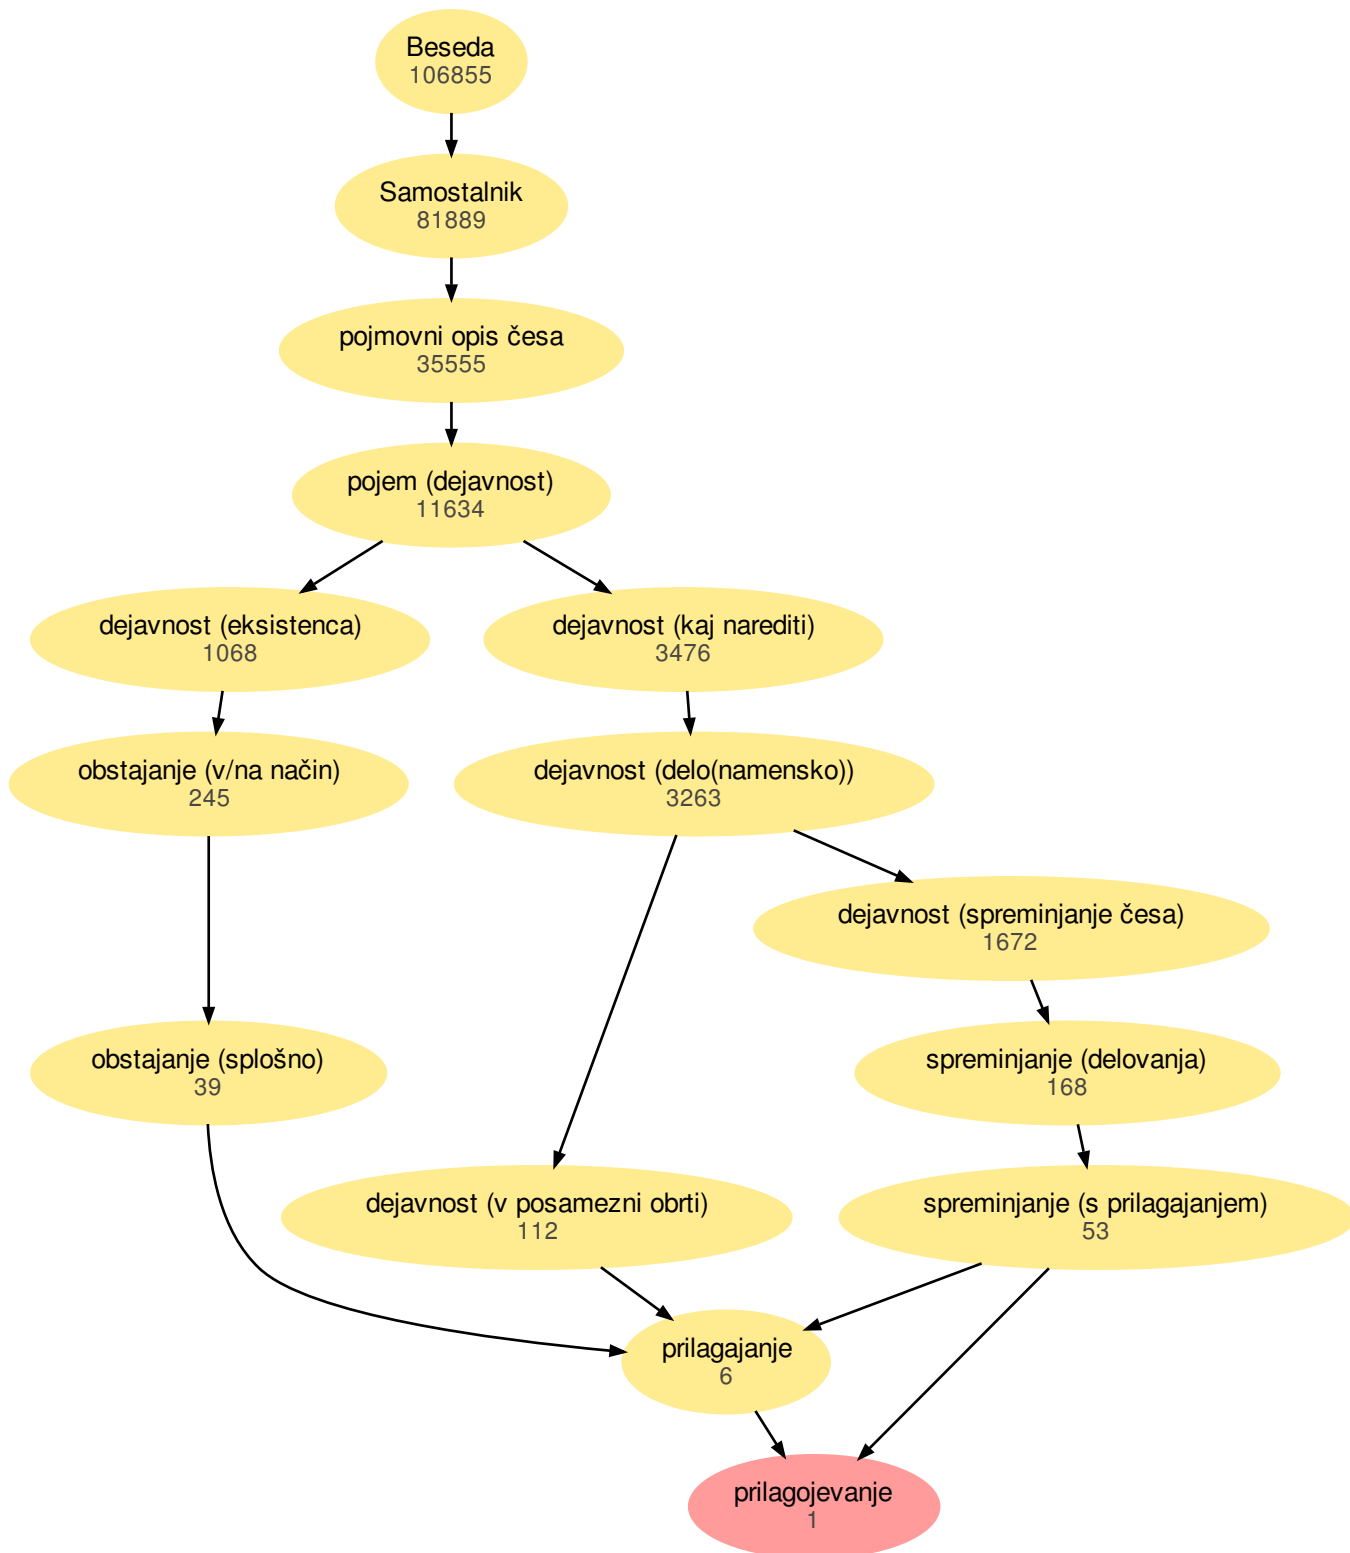 Beseda
106855
Samostalnik
81889
pojmovni opis česa
35555
pojem (dejavnost)
11634
dejavnost (eksistenca)
1068
dejavnost (kaj narediti)
3476
obstajanje (v/na način)
245
dejavnost (delo(namensko))
3263
dejavnost (spreminjanje česa)
1672
obstajanje (splošno)
39
spreminjanje (delovanja)
168
dejavnost (v posamezni obrti)
112
spreminjanje (s prilagajanjem)
53
prilagajanje
6
prilagojevanje
1